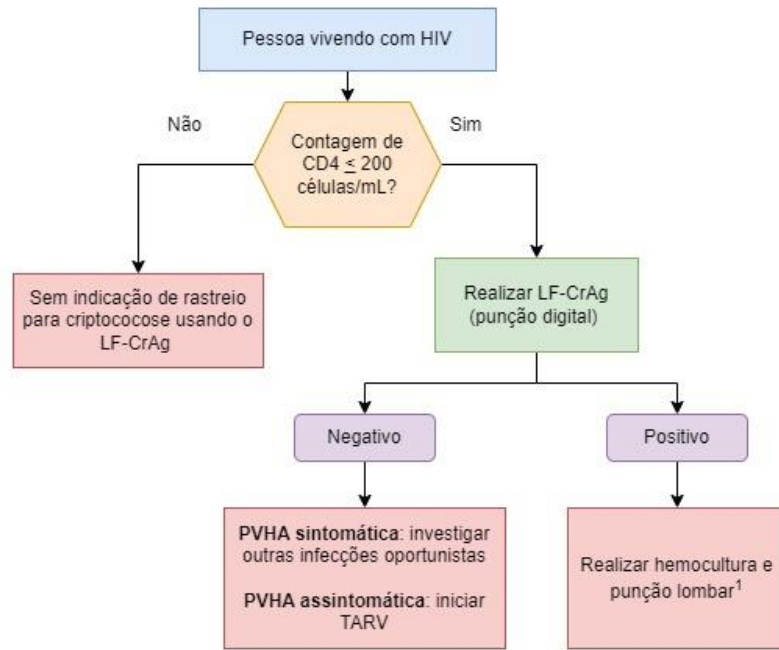 Pessoa vivendo com HIV
Não
Sim
Contagem de
CD4 ≤ 200
células/mL?
Sem indicação de rastreio
para criptococose usando o
LF-CrAg
Realizar LF-CrAg
(punção digital)
Negativo
Positivo
PVHA sintomática: investigar
outras infecções oportunistas
PVHA assintomática: iniciar
TARV
Realizar hemocultura e
punção lombar¹